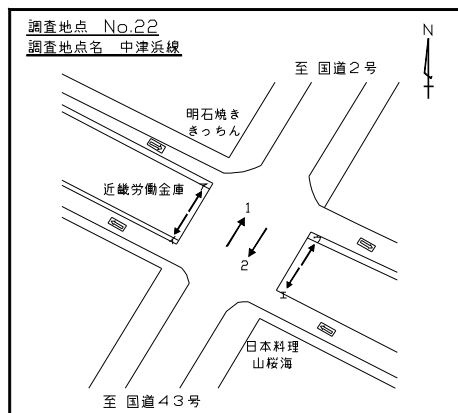 調査地点 No.22
調査地点名 中津浜線
N
至 国道2号
明石焼き
きっちん
近畿労働金庫
1
2
日本料理
山桜海
至 国道43号